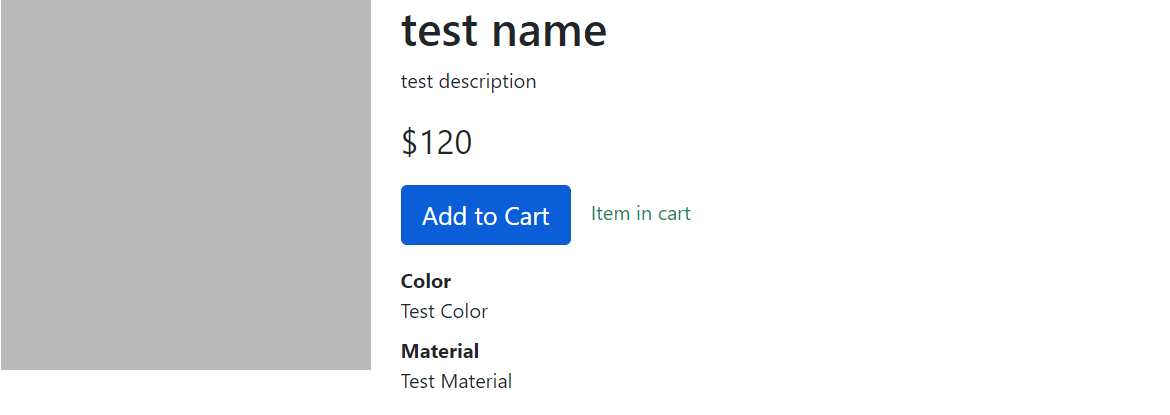 test name
test description
$120
Add to Cart
Item in cart
Color
Test Color
Material
Test Material